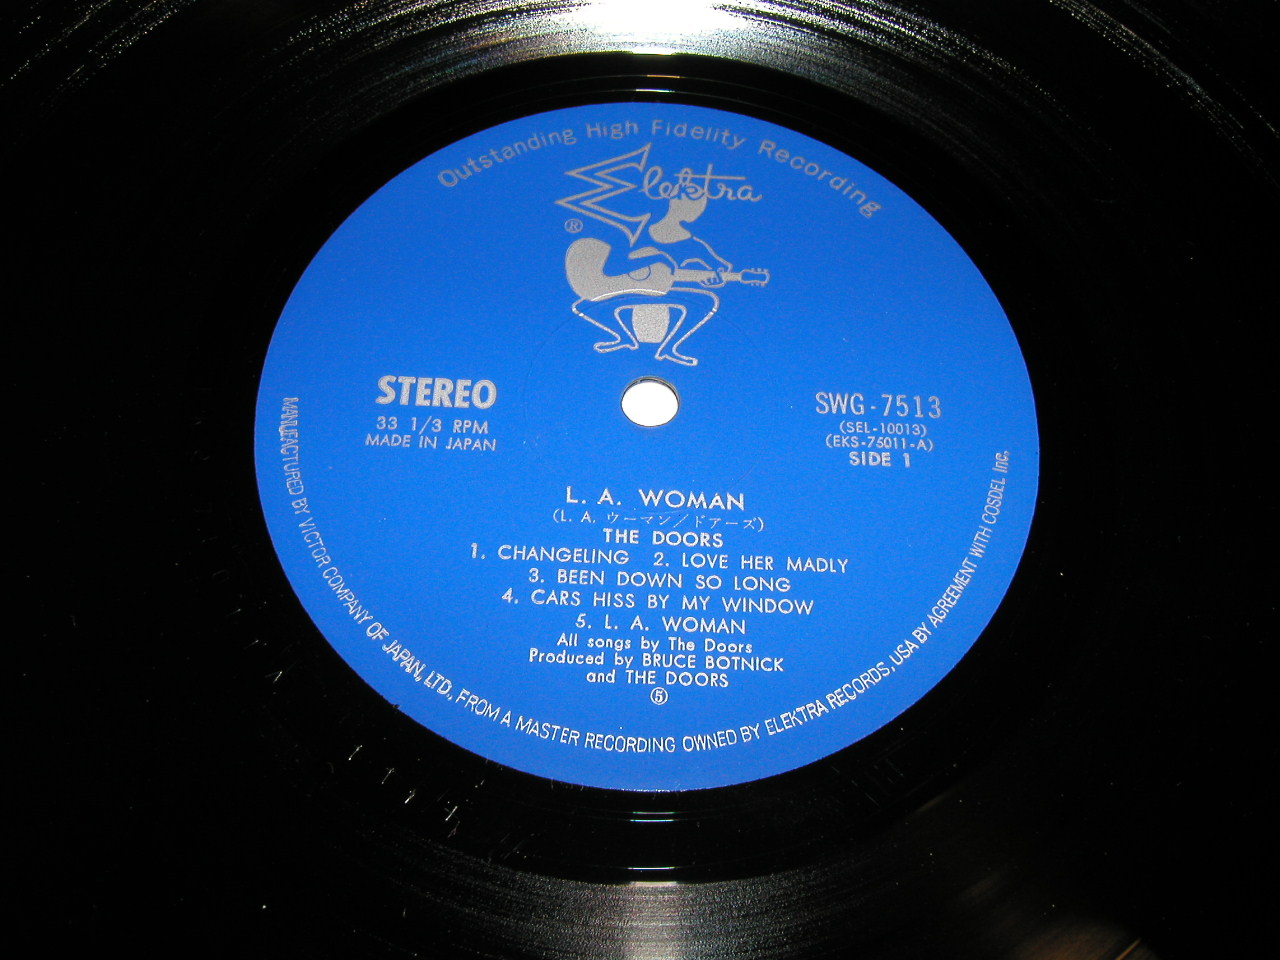 Outstanding High Fidelity Recording
Elektra
®
STEREO
33 1/3 RPM
MADE IN JAPAN
SWG-7513
(SEL-10013)
(EKS-75011-A)
SIDE 1
L. A. WOMAN
(L. A. ウーマン/ドアーズ)
THE DOORS
1. CHANGELING 2. LOVE HER MADLY
3. BEEN DOWN SO LONG
4. CARS HISS BY MY WINDOW
5. L. A. WOMAN
All songs by The Doors
Produced by BRUCE BOTNICK
and THE DOORS
⑤
MANUFACTURED BY VICTOR COMPANY OF JAPAN, LTD., FROM A MASTER RECORDING OWNED BY ELEKTRA RECORDS, USA BY AGREEMENT WITH COSDEL Inc.